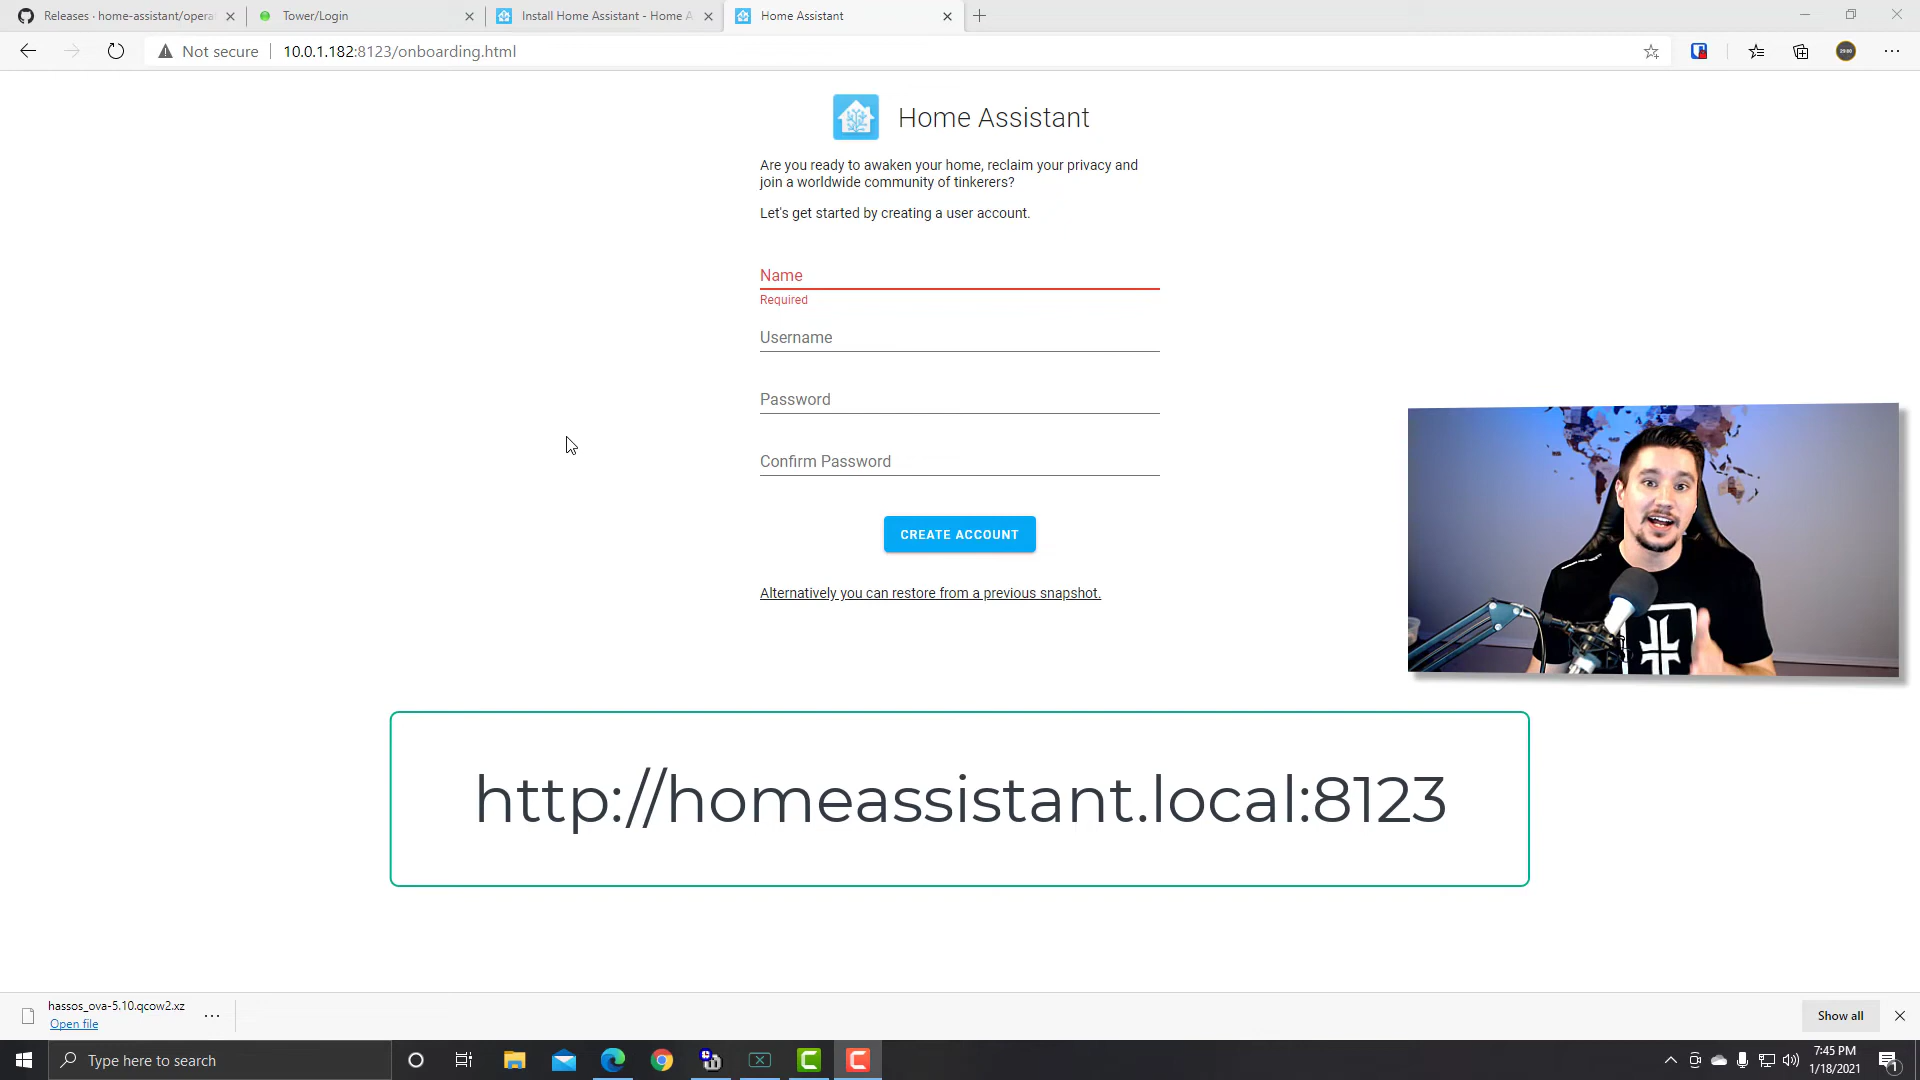 Releases · home-assistant/opera
Tower/Login
Install Home Assistant - Home A
Home Assistant
Not secure
10.0.1.182:8123/onboarding.html
Home Assistant
Are you ready to awaken your home, reclaim your privacy and
join a worldwide community of tinkerers?
Let's get started by creating a user account.
Name
Required
Username
Password
Confirm Password
CREATE ACCOUNT
Alternatively you can restore from a previous snapshot.
http://homeassistant.local:8123
hassos_ova-5.10.qcow2.xz
Open file
Show all
Type here to search
7:45 PM
1/18/2021
1